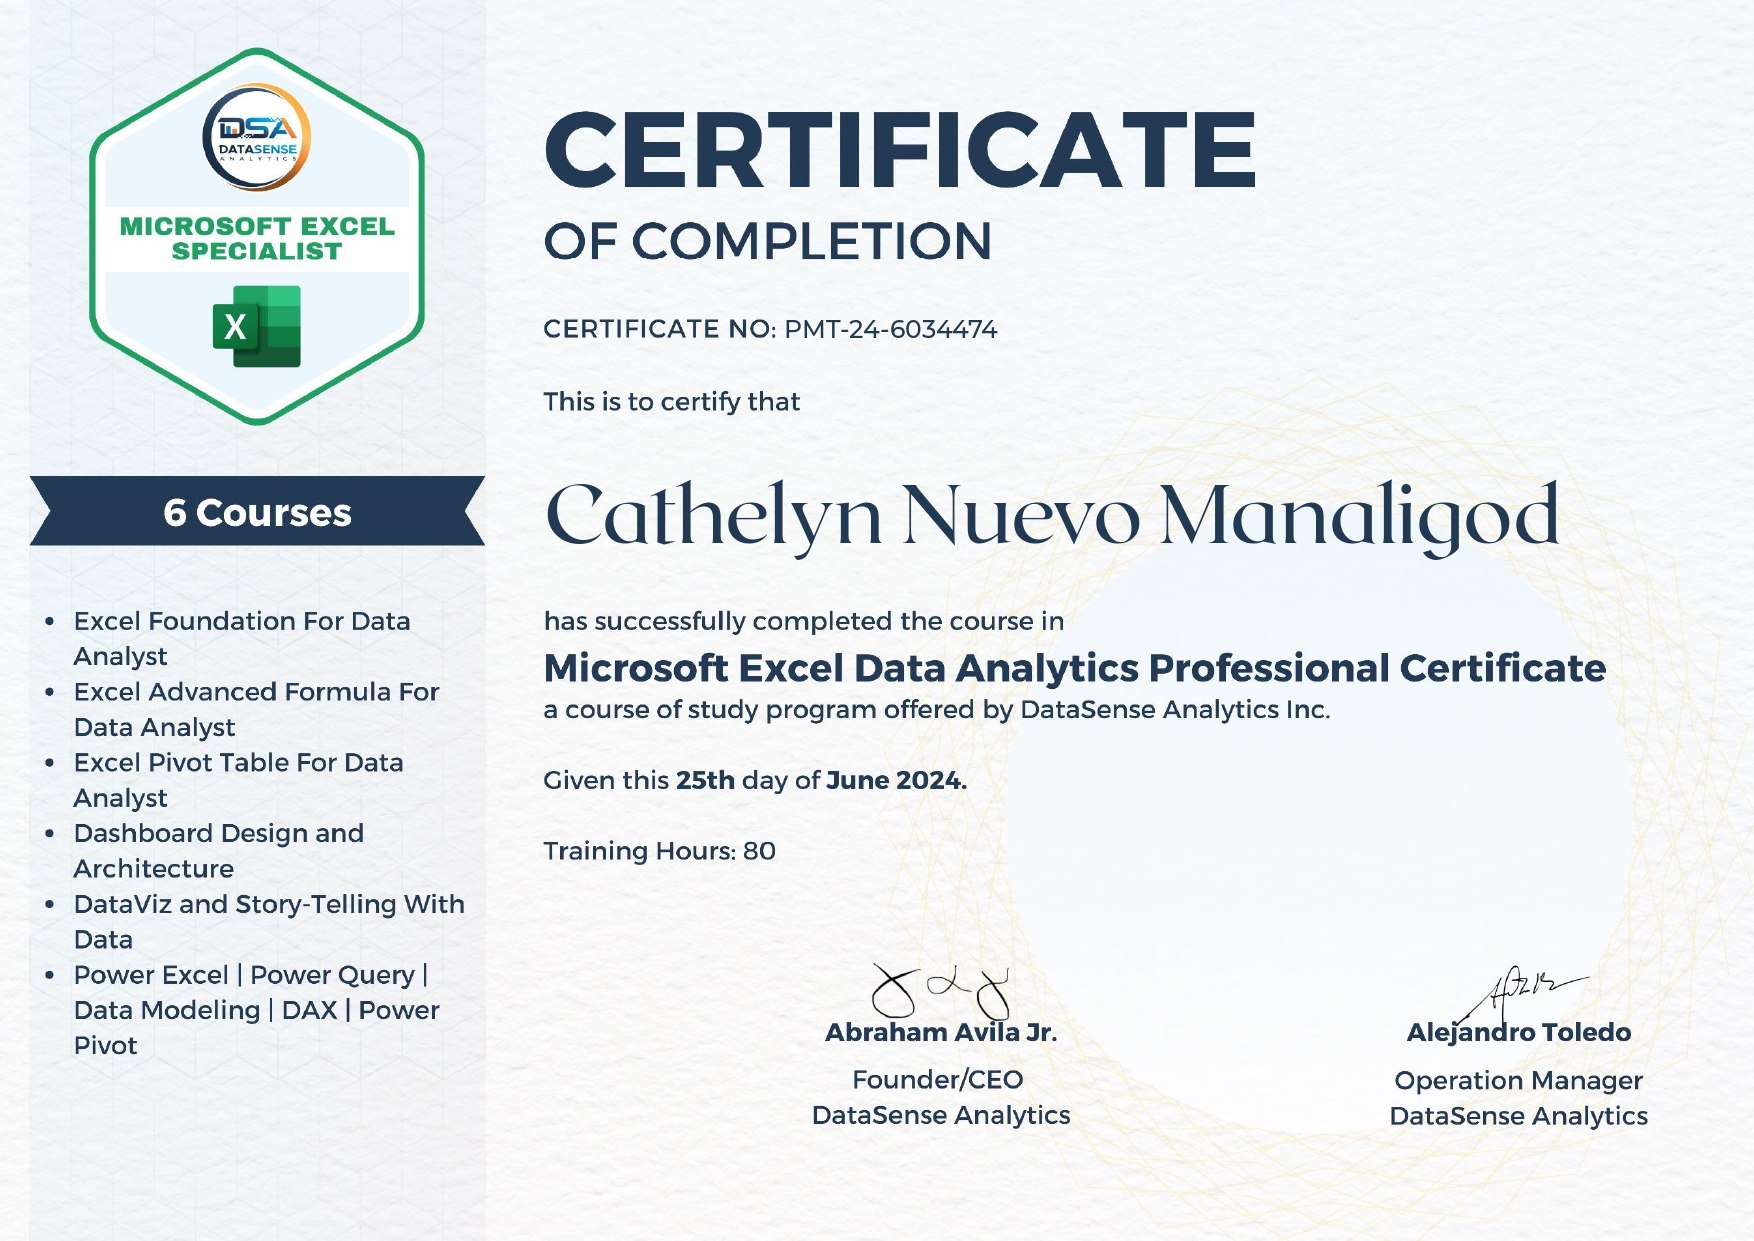 DSA
DATASENSE
ANALYTICS
MICROSOFT EXCEL
SPECIALIST
X
6 Courses
• Excel Foundation For Data
Analyst
• Excel Advanced Formula For
Data Analyst
• Excel Pivot Table For Data
Analyst
• Dashboard Design and
Architecture
• DataViz and Story-Telling With
Data
• Power Excel | Power Query |
Data Modeling | DAX | Power
Pivot
CERTIFICATE
OF COMPLETION
CERTIFICATE NO: PMT-24-6034474
This is to certify that
Cathelyn Nuevo Manaligod
has successfully completed the course in
Microsoft Excel Data Analytics Professional Certificate
a course of study program offered by DataSense Analytics Inc.
Given this 25th day of June 2024.
Training Hours: 80
Abraham Avila Jr.
Founder/CEO
DataSense Analytics
Alejandro Toledo
Operation Manager
DataSense Analytics